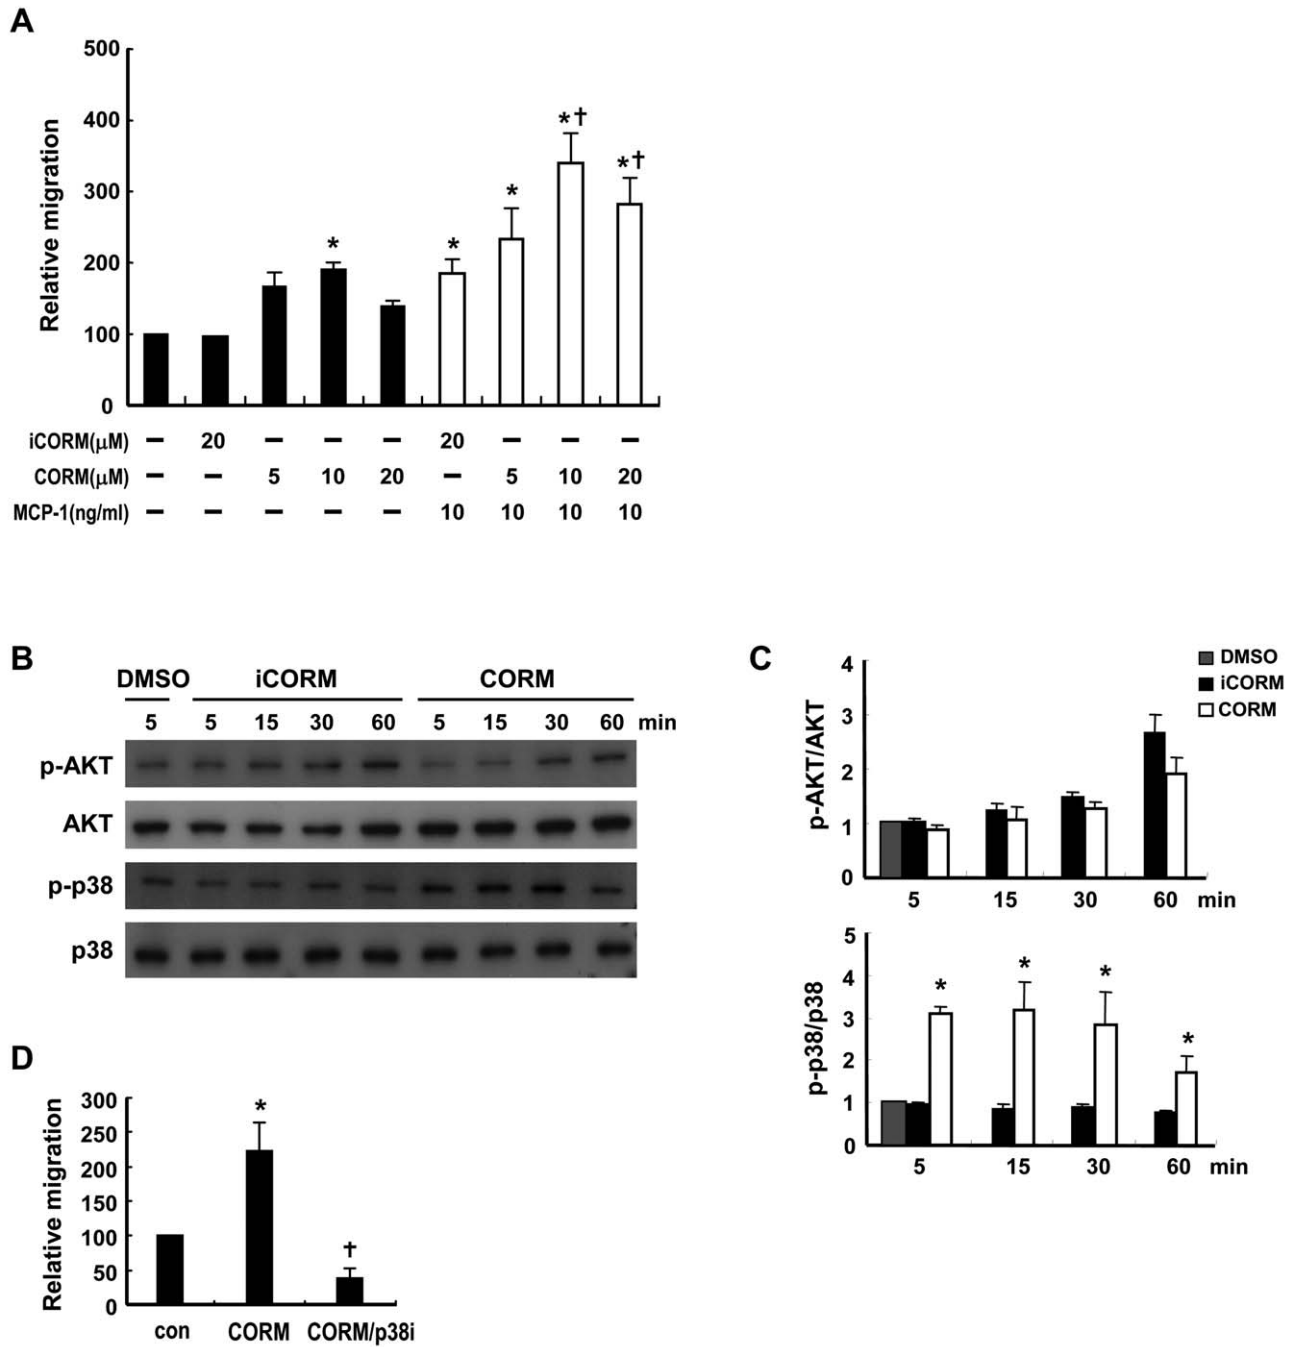 A
500
400
300
200
100
0
Relative migration
* * * * *† *†
iCORM(μM) – 20 – – – 20 – – –
CORM(μM) – – 5 10 20 – 5 10 20
MCP-1(ng/ml) – – – – – 10 10 10 10
B
DMSO iCORM CORM
5 5 15 30 60 5 15 30 60 min
p-AKT
AKT
p-p38
p38
C
DMSO
iCORM
CORM
4
3
2
1
0
p-AKT/AKT
5 15 30 60 min
5
4
3
2
1
0
p-p38/p38
* * * *
5 15 30 60 min
D
300
250
200
150
100
50
0
Relative migration
* †
con CORM CORM/p38i